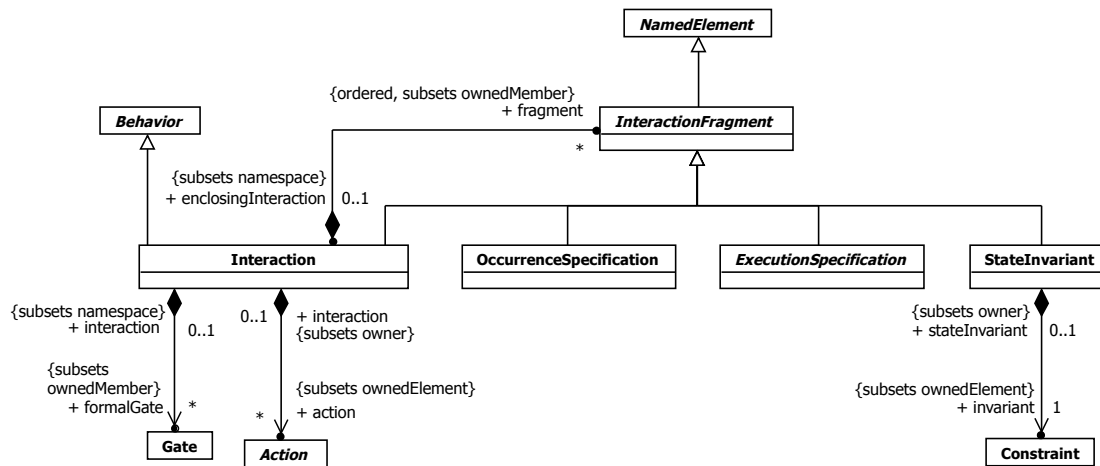 NamedElement
{ordered, subsets ownedMember}
+ fragment
*
InteractionFragment
Behavior
{subsets namespace}
+ enclosingInteraction
0..1
Interaction
OccurrenceSpecification
ExecutionSpecification
StateInvariant
{subsets namespace}
+ interaction
0..1
0..1
+ interaction
{subsets owner}
{subsets owner}
+ stateInvariant
0..1
{subsets
ownedMember}
+ formalGate
*
{subsets ownedElement}
+ action
*
{subsets ownedElement}
+ invariant
1
Gate
Action
Constraint